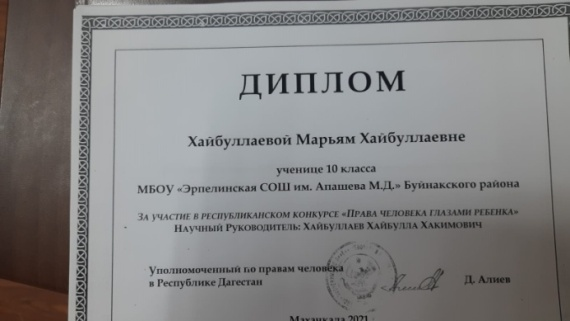 ДИПЛОМ
Хайбуллаевой Марьям Хайбуллаевне
ученице 10 класса
МБОУ «Эрпелинская СОШ им. Апашева М.Д.» Буйнакского района
За участие в республиканском конкурсе «Права человека глазами ребенка»
Научный Руководитель: Хайбуллаев Хайбулла Хакимович
Уполномоченный по правам человека
в Республике Дагестан
Д. Алиев
Махачкала 2021